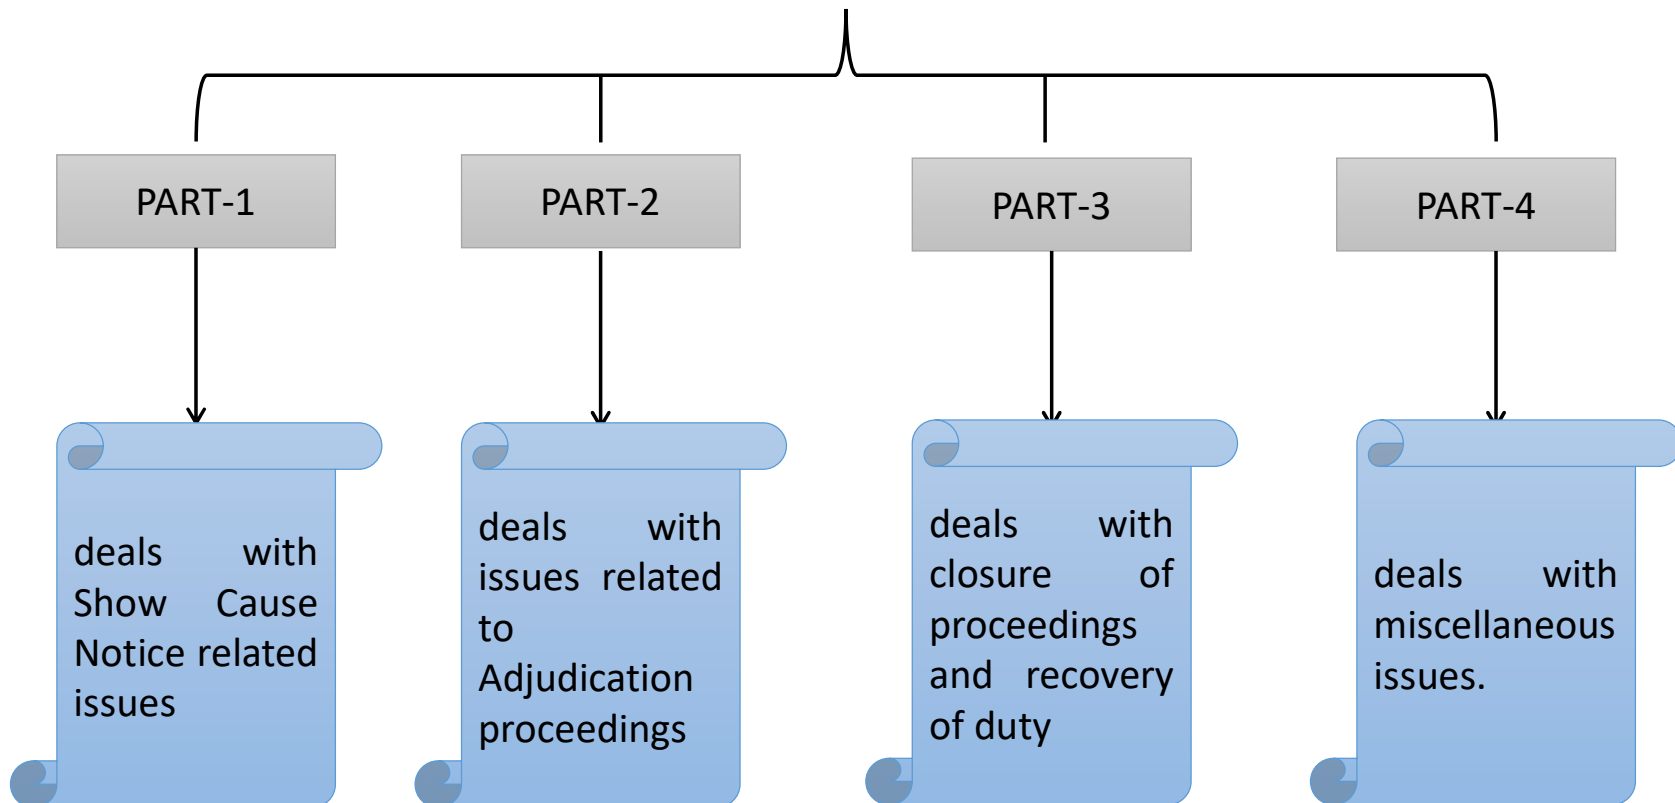 PART-1
PART-2
PART-3
PART-4
deals with
Show Cause
Notice related
issues
deals with
issues related
to
Adjudication
proceedings
deals with
closure of
proceedings
and recovery
of duty
deals with
miscellaneous
issues.